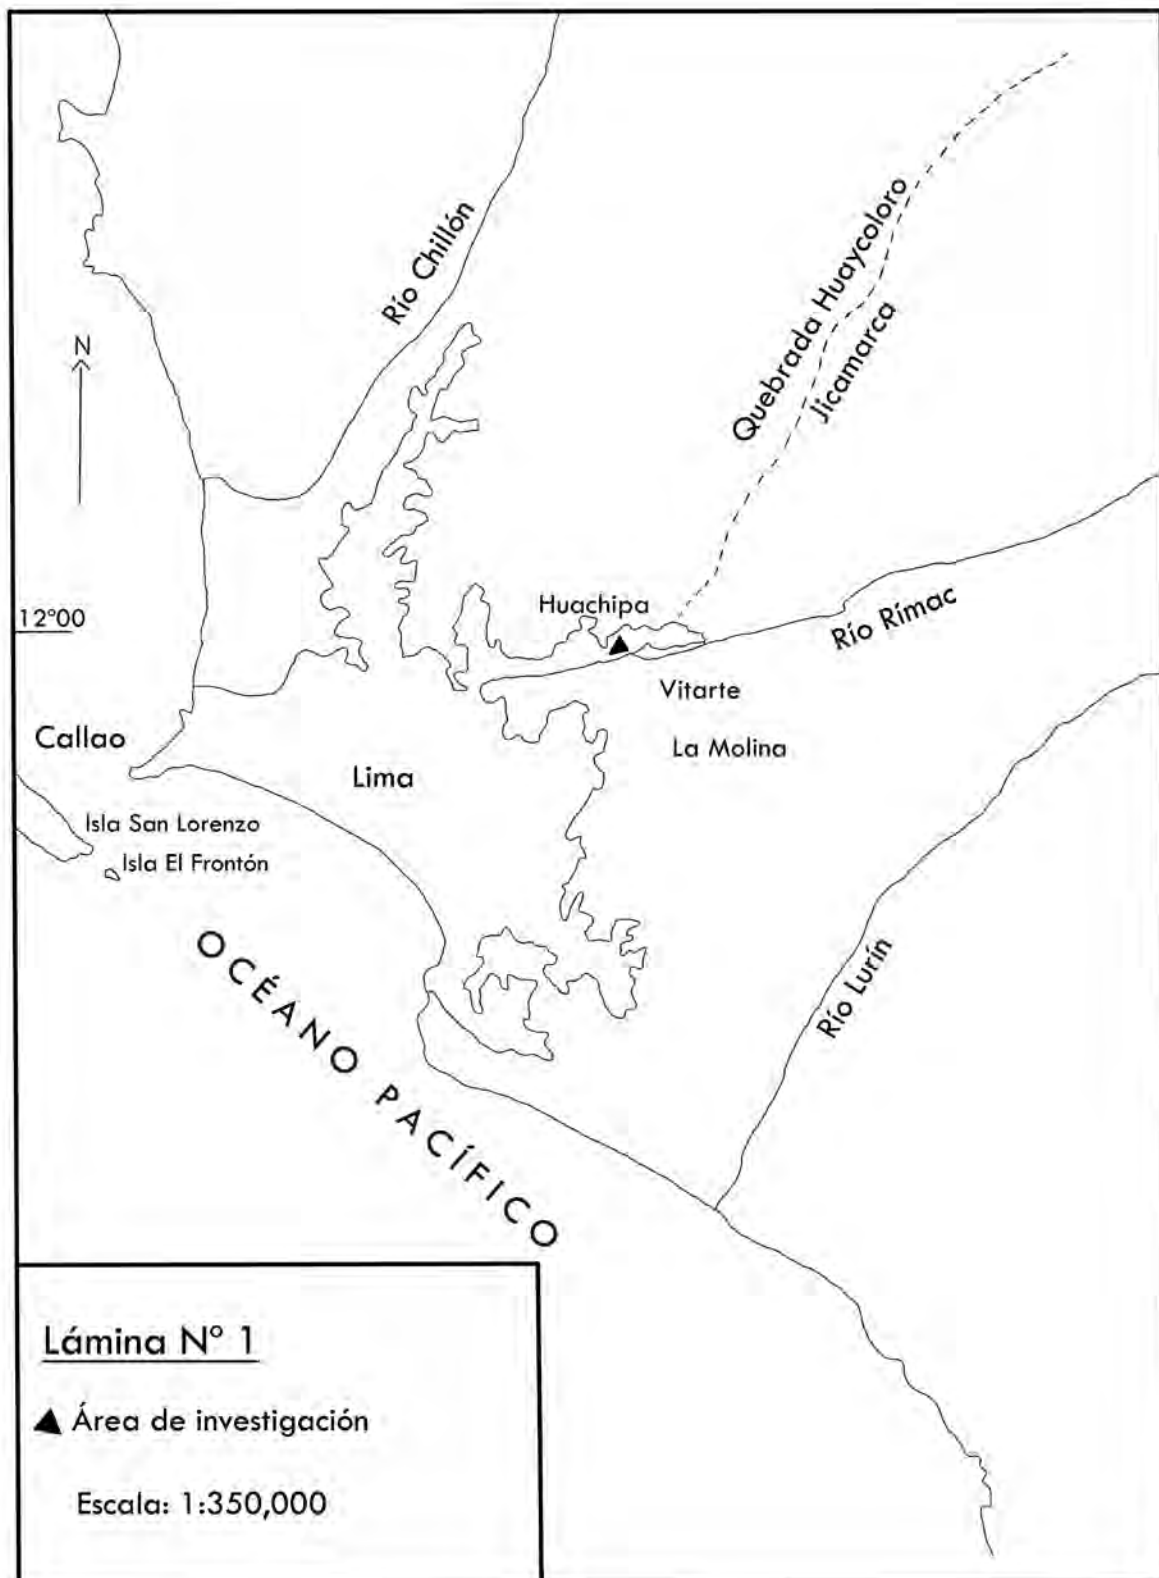 Río Chillón
Quebrada Huaycoloro
Jicamarca
N
12°00
Huachipa
Río Rímac
Vitarte
Callao
La Molina
Lima
Isla San Lorenzo
Isla El Frontón
OCÉANO PACÍFICO
Río Lurín
Lámina N° 1
▲ Área de investigación
Escala: 1:350,000